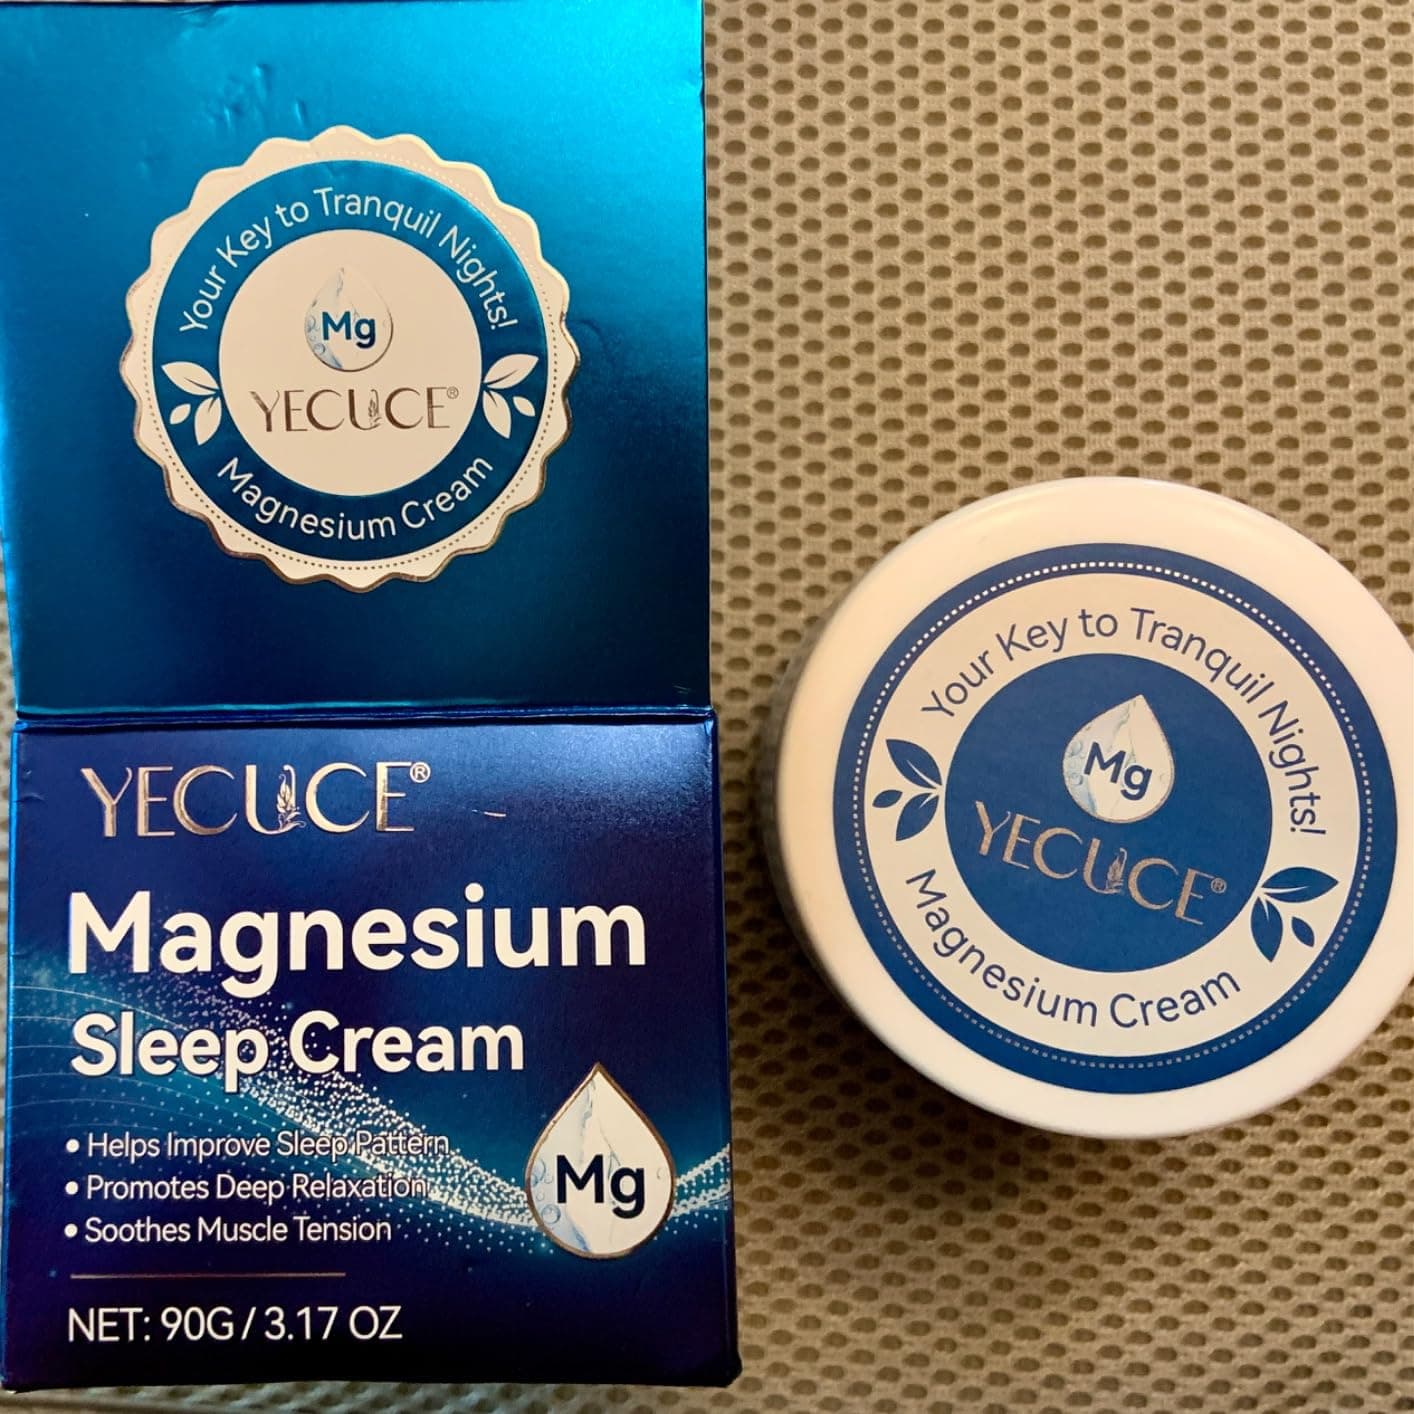 Your Key to Tranquil Nights!
Mg
YECUCE®
Magnesium Cream
YECUCE®
Magnesium
Sleep Cream
• Helps Improve Sleep Pattern
• Promotes Deep Relaxation
• Soothes Muscle Tension
Mg
NET: 90G / 3.17 OZ
Your Key to Tranquil Nights!
Mg
YECUCE®
Magnesium Cream